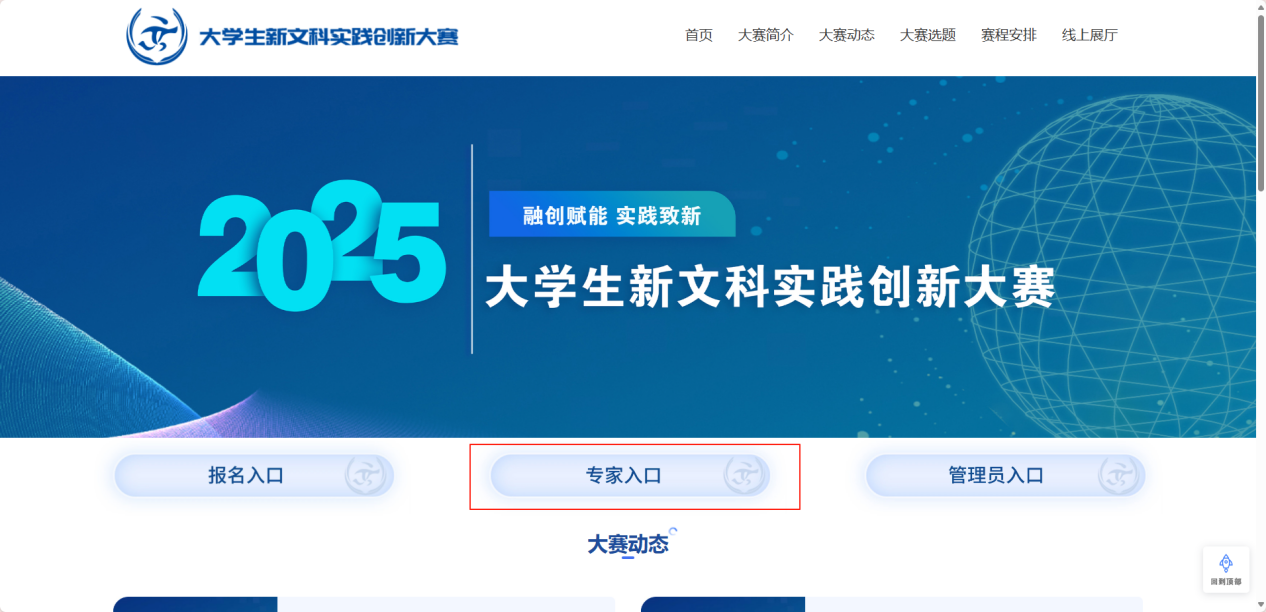 大学生新文科实践创新大赛
首页 大赛简介 大赛动态 大赛选题 赛程安排 线上展厅
2025
融创赋能 实践致新
大学生新文科实践创新大赛
报名入口 专家入口 管理员入口
大赛动态
回到顶部